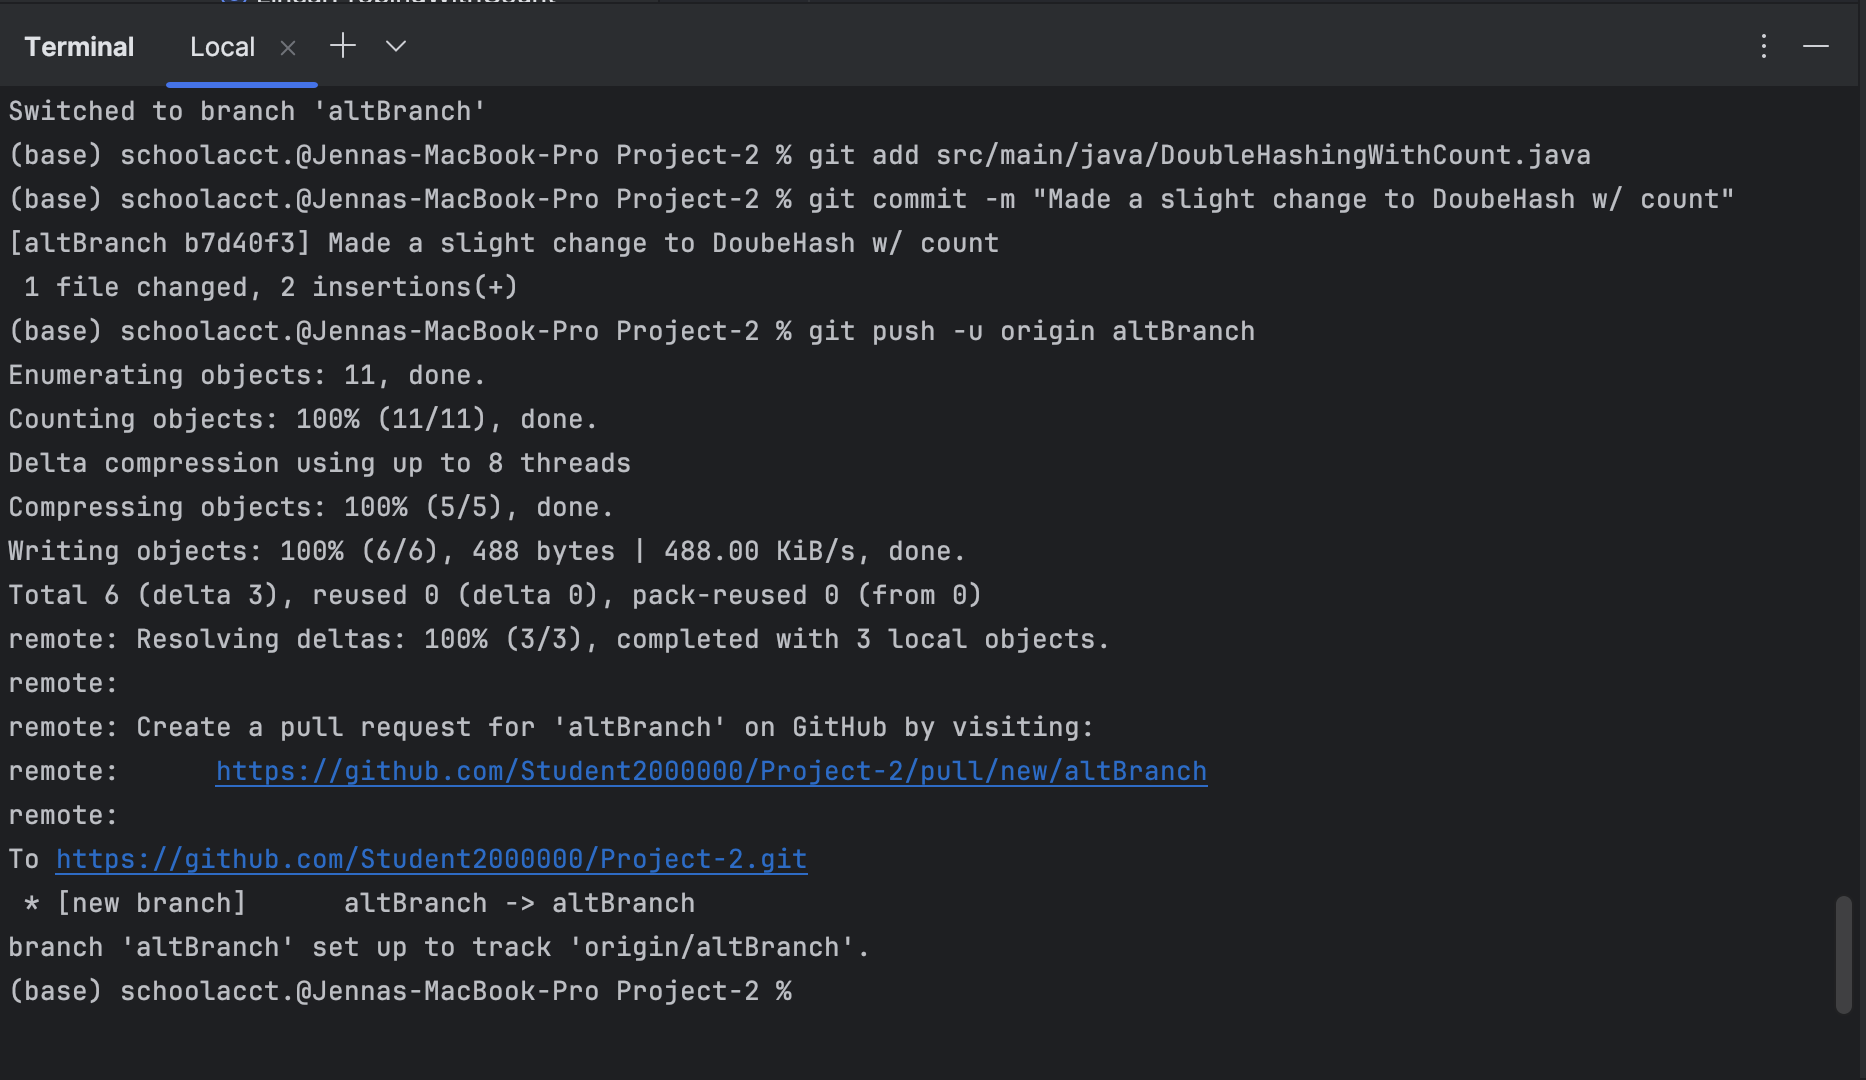 Terminal Local
Switched to branch 'altBranch'
(base) schoolacct.@Jennas-MacBook-Pro Project-2 % git add src/main/java/DoubleHashingWithCount.java
(base) schoolacct.@Jennas-MacBook-Pro Project-2 % git commit -m "Made a slight change to DoubeHash w/ count"
[altBranch b7d40f3] Made a slight change to DoubeHash w/ count
 1 file changed, 2 insertions(+)
(base) schoolacct.@Jennas-MacBook-Pro Project-2 % git push -u origin altBranch
Enumerating objects: 11, done.
Counting objects: 100% (11/11), done.
Delta compression using up to 8 threads
Compressing objects: 100% (5/5), done.
Writing objects: 100% (6/6), 488 bytes | 488.00 KiB/s, done.
Total 6 (delta 3), reused 0 (delta 0), pack-reused 0 (from 0)
remote: Resolving deltas: 100% (3/3), completed with 3 local objects.
remote:
remote: Create a pull request for 'altBranch' on GitHub by visiting:
remote:      https://github.com/Student2000000/Project-2/pull/new/altBranch
remote:
To https://github.com/Student2000000/Project-2.git
 * [new branch]      altBranch -> altBranch
branch 'altBranch' set up to track 'origin/altBranch'.
(base) schoolacct.@Jennas-MacBook-Pro Project-2 %